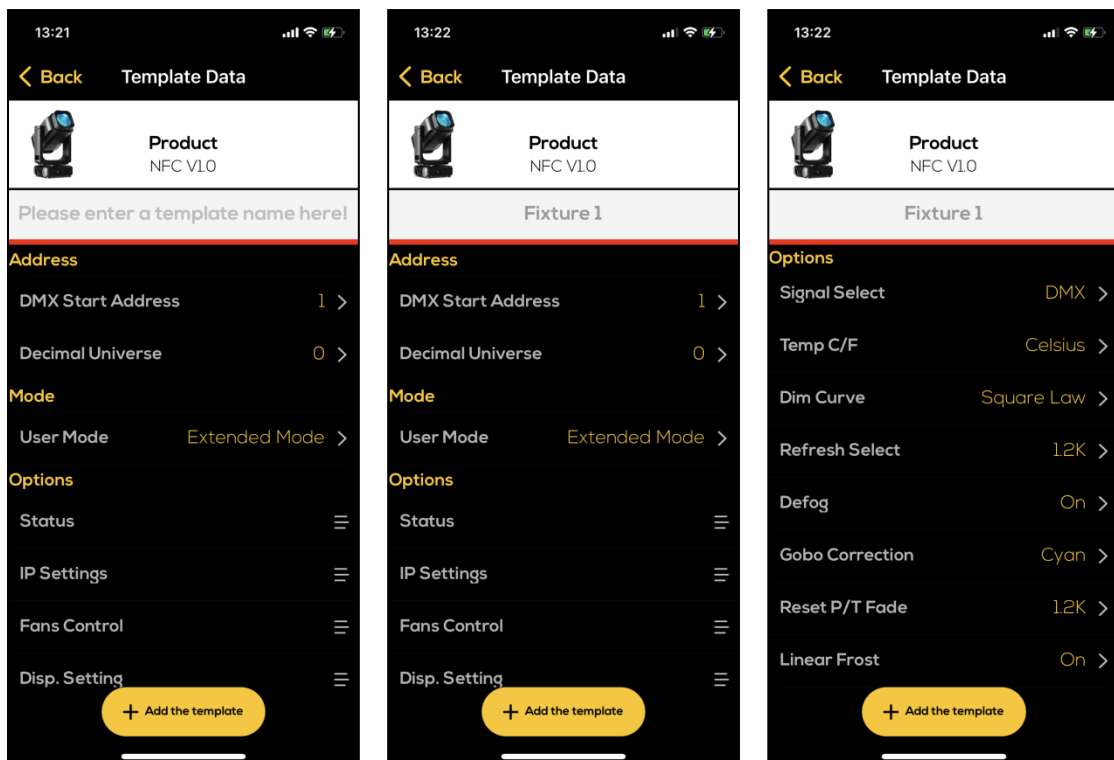 13:21
Back Template Data
Product
NFC V1.0
Please enter a template name here!
Address
DMX Start Address 1
Decimal Universe 0
Mode
User Mode Extended Mode
Options
Status
IP Settings
Fans Control
Disp. Setting
+ Add the template
13:22
Back Template Data
Product
NFC V1.0
Fixture 1
Address
DMX Start Address 1
Decimal Universe 0
Mode
User Mode Extended Mode
Options
Status
IP Settings
Fans Control
Disp. Setting
+ Add the template
13:22
Back Template Data
Product
NFC V1.0
Fixture 1
Options
Signal Select DMX
Temp C/F Celsius
Dim Curve Square Law
Refresh Select 1.2K
Defog On
Gobo Correction Cyan
Reset P/T Fade 1.2K
Linear Frost On
+ Add the template